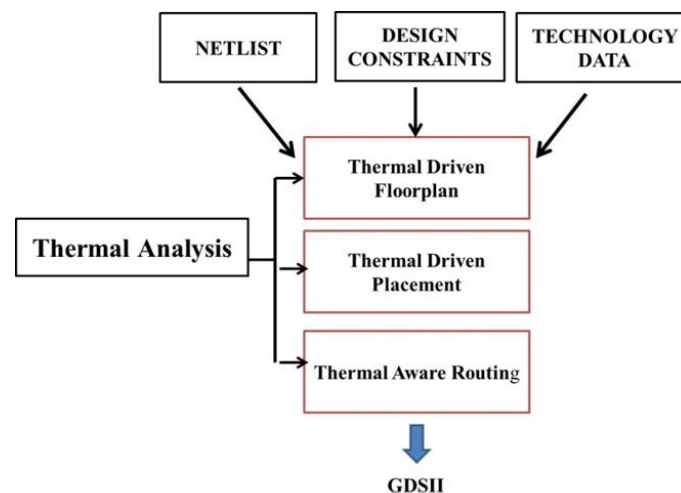 NETLIST
DESIGN
CONSTRAINTS
TECHNOLOGY
DATA
Thermal Driven
Floorplan
Thermal Analysis
Thermal Driven
Placement
Thermal Aware Routing
GDSII